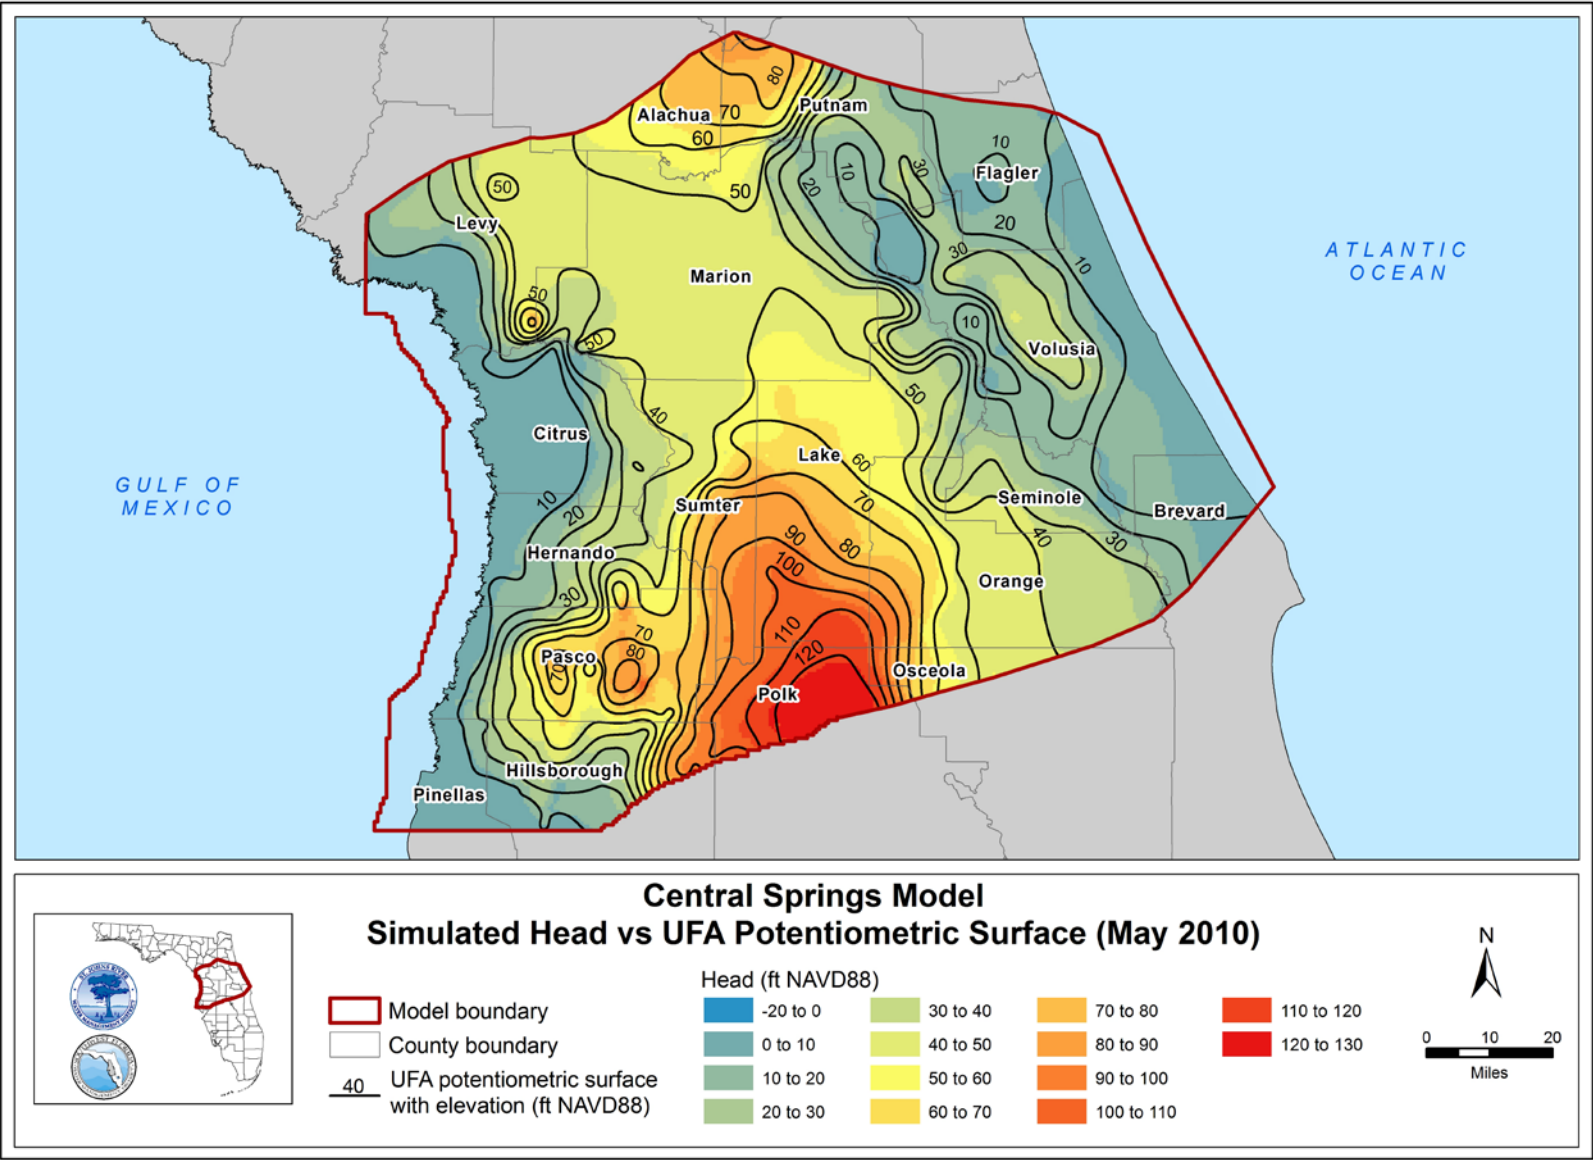 80
Alachua
70
Putnam
60
10
Flagler
50
50
20
10
30
Levy
20
30
10
ATLANTIC
OCEAN
Marion
50
10
50
Volusia
50
40
Citrus
Lake
60
GULF OF
MEXICO
10
20
Sumter
70
Seminole
Brevard
90
80
40
30
Hernando
100
Orange
30
110
70
80
120
Pasco
70
Osceola
Polk
Hillsborough
Pinellas
Central Springs Model
Simulated Head vs UFA Potentiometric Surface (May 2010)
Head (ft NAVD88)
Model boundary
County boundary
40
UFA potentiometric surface
with elevation (ft NAVD88)
-20 to 0
0 to 10
10 to 20
20 to 30
30 to 40
40 to 50
50 to 60
60 to 70
70 to 80
80 to 90
90 to 100
100 to 110
110 to 120
120 to 130
N
0 10 20
Miles
ST. JOHNS RIVER
WATER MANAGEMENT DISTRICT